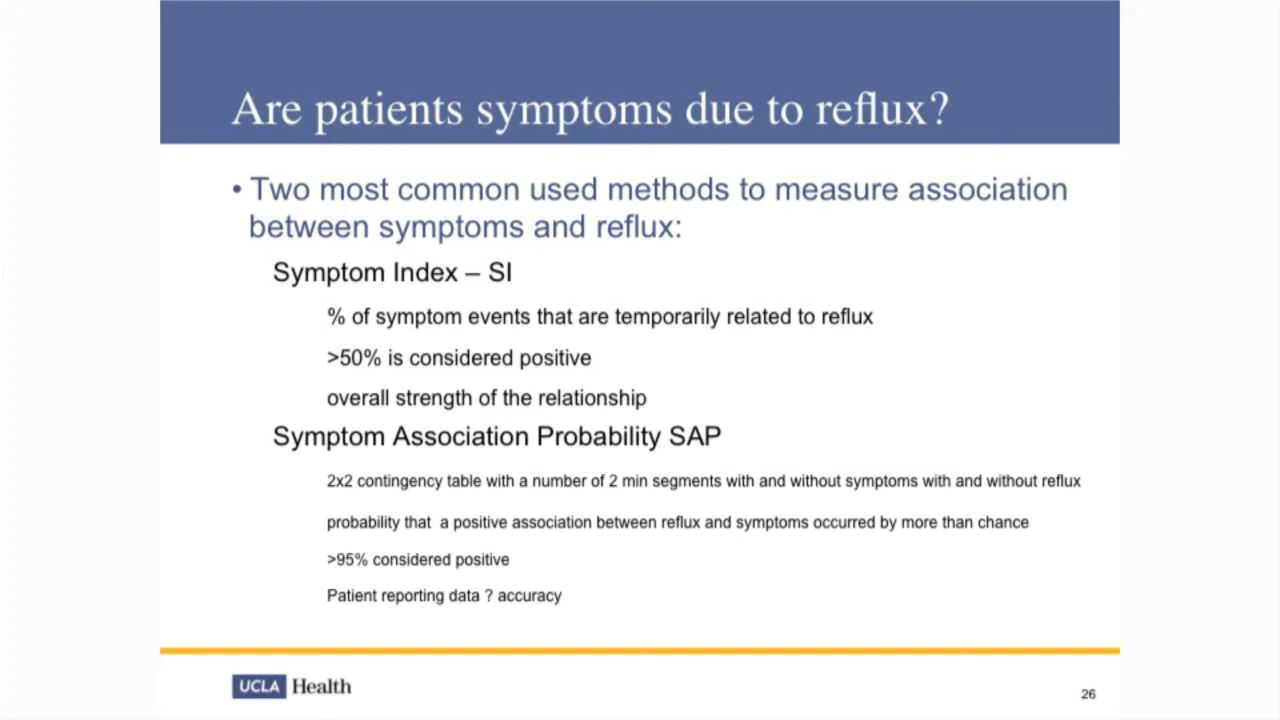 Are patients symptoms due to reflux?
• Two most common used methods to measure association
between symptoms and reflux:
Symptom Index – SI
% of symptom events that are temporarily related to reflux
>50% is considered positive
overall strength of the relationship
Symptom Association Probability SAP
2x2 contingency table with a number of 2 min segments with and without symptoms with and without reflux
probability that a positive association between reflux and symptoms occurred by more than chance
>95% considered positive
Patient reporting data ? accuracy
UCLA Health
26